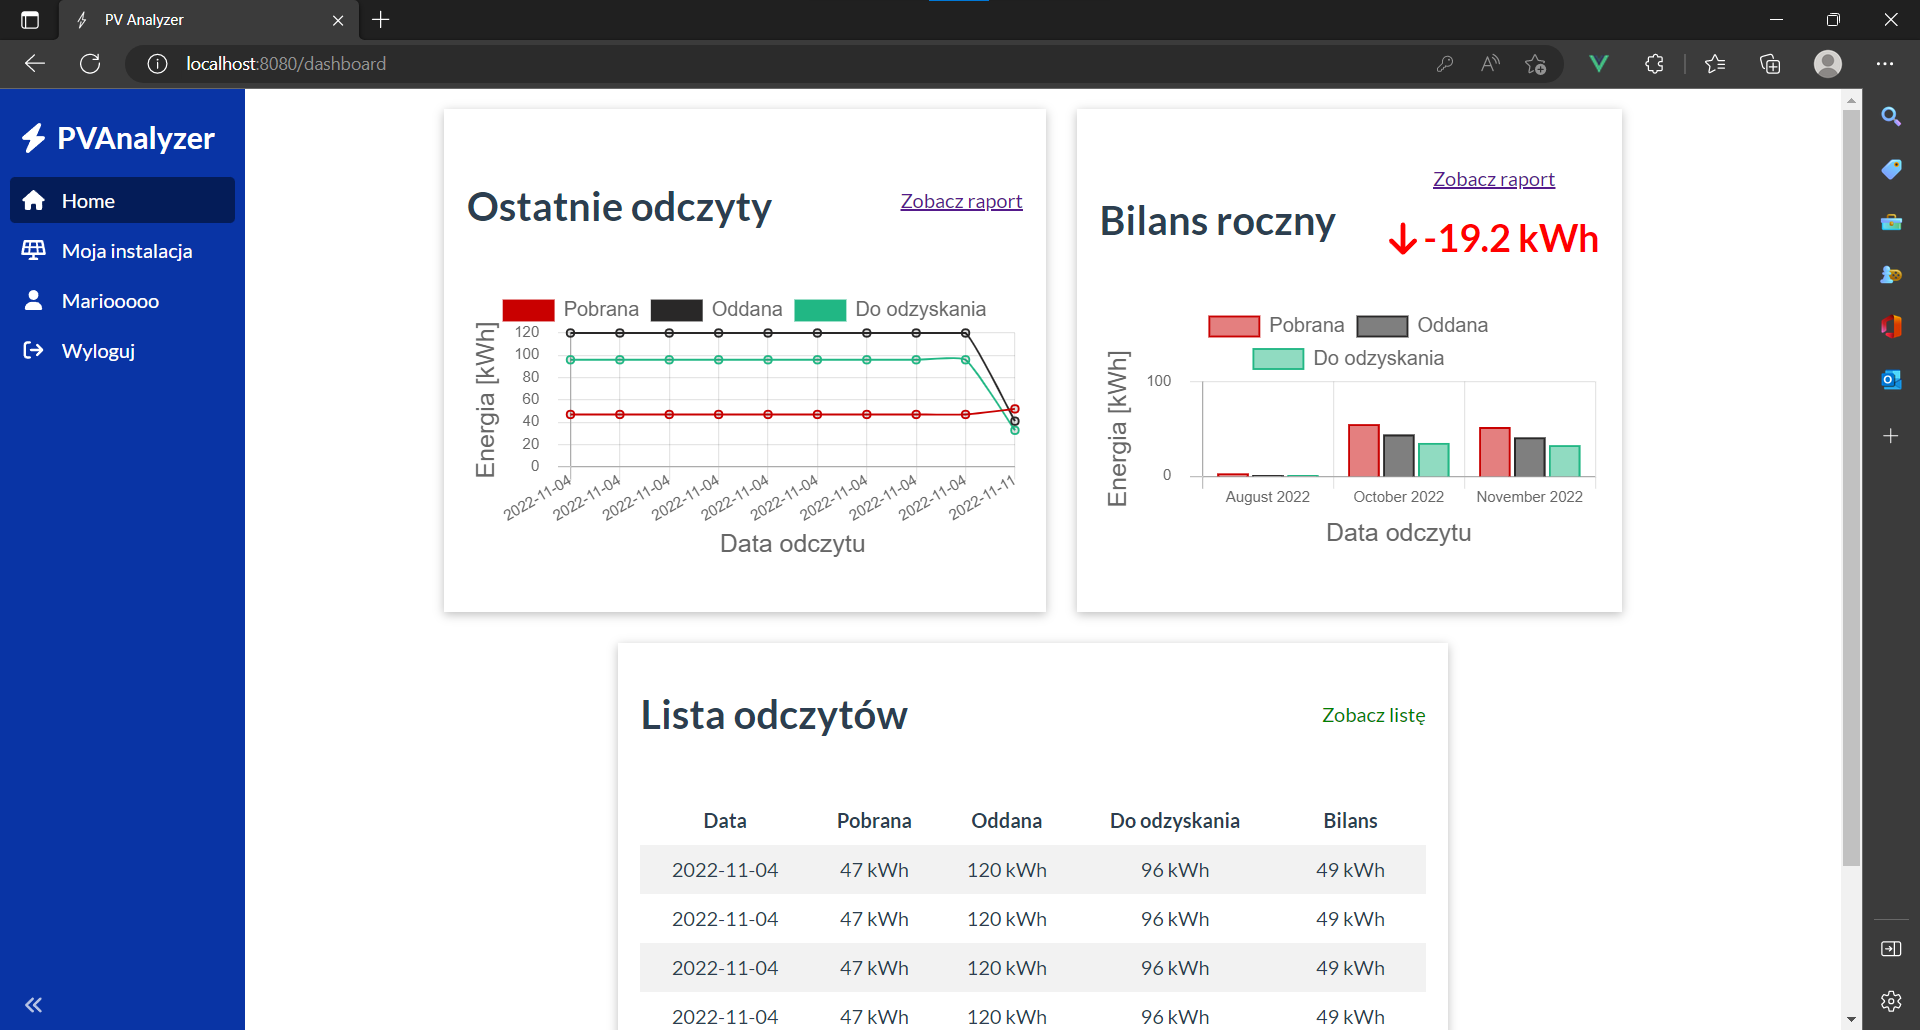 PV Analyzer
localhost:8080/dashboard
PVAnalyzer
Home
Moja instalacja
Mariooooo
Wyloguj
Ostatnie odczyty
Zobacz raport
Pobrana Oddana Do odzyskania
Energia [kWh]
120
100
80
60
40
20
0
2022-11-04 2022-11-04 2022-11-04 2022-11-04 2022-11-04 2022-11-04 2022-11-04 2022-11-04 2022-11-04 2022-11-11
Data odczytu
Zobacz raport
Bilans roczny
-19.2 kWh
Pobrana Oddana
Do odzyskania
Energia [kWh]
100
0
August 2022 October 2022 November 2022
Data odczytu
Lista odczytów
Zobacz listę
Data Pobrana Oddana Do odzyskania Bilans
2022-11-04 47 kWh 120 kWh 96 kWh 49 kWh
2022-11-04 47 kWh 120 kWh 96 kWh 49 kWh
2022-11-04 47 kWh 120 kWh 96 kWh 49 kWh
2022-11-04 47 kWh 120 kWh 96 kWh 49 kWh